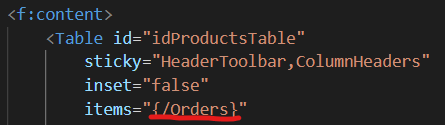 <f:content>
<Table id="idProductsTable"
sticky="HeaderToolbar,ColumnHeaders"
inset="false"
items="{/Orders}"